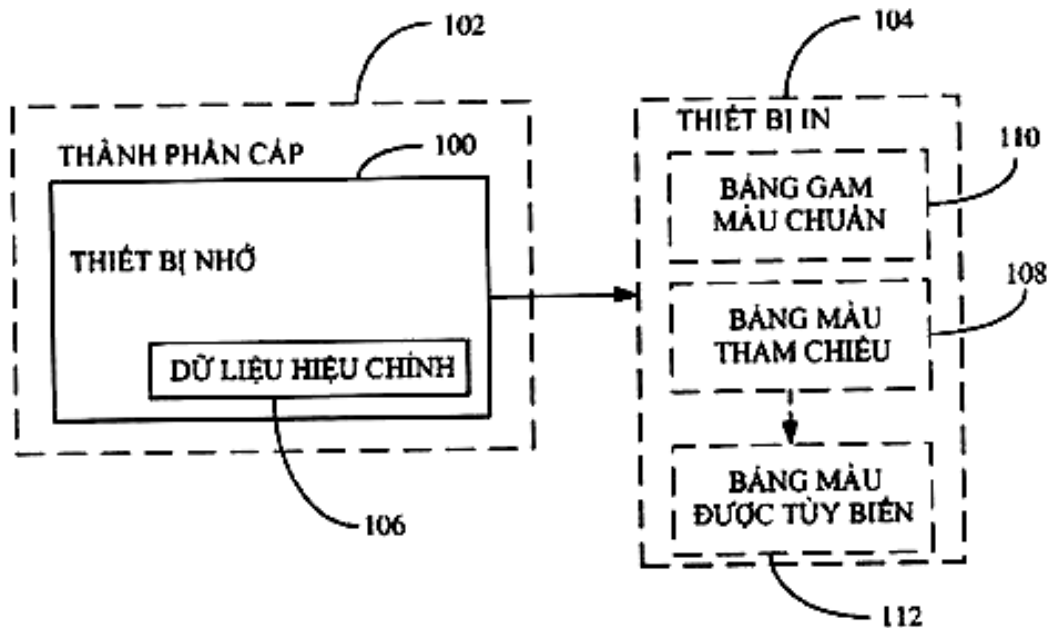 102
THÀNH PHẦN CẤP
100
THIẾT BỊ NHỚ
DỮ LIỆU HIỆU CHỈNH
106
104
THIẾT BỊ IN
110
BẢNG GAM
MÀU CHUẨN
108
BẢNG MÀU
THAM CHIẾU
BẢNG MÀU
ĐƯỢC TÙY BIẾN
112